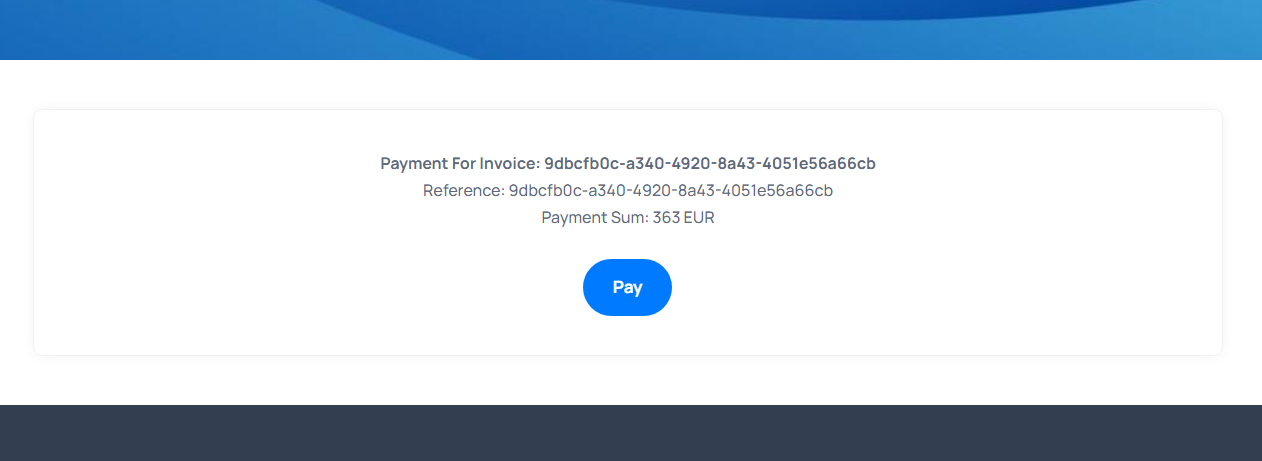 Payment For Invoice: 9dbcfb0c-a340-4920-8a43-4051e56a66cb
Reference: 9dbcfb0c-a340-4920-8a43-4051e56a66cb
Payment Sum: 363 EUR
Pay